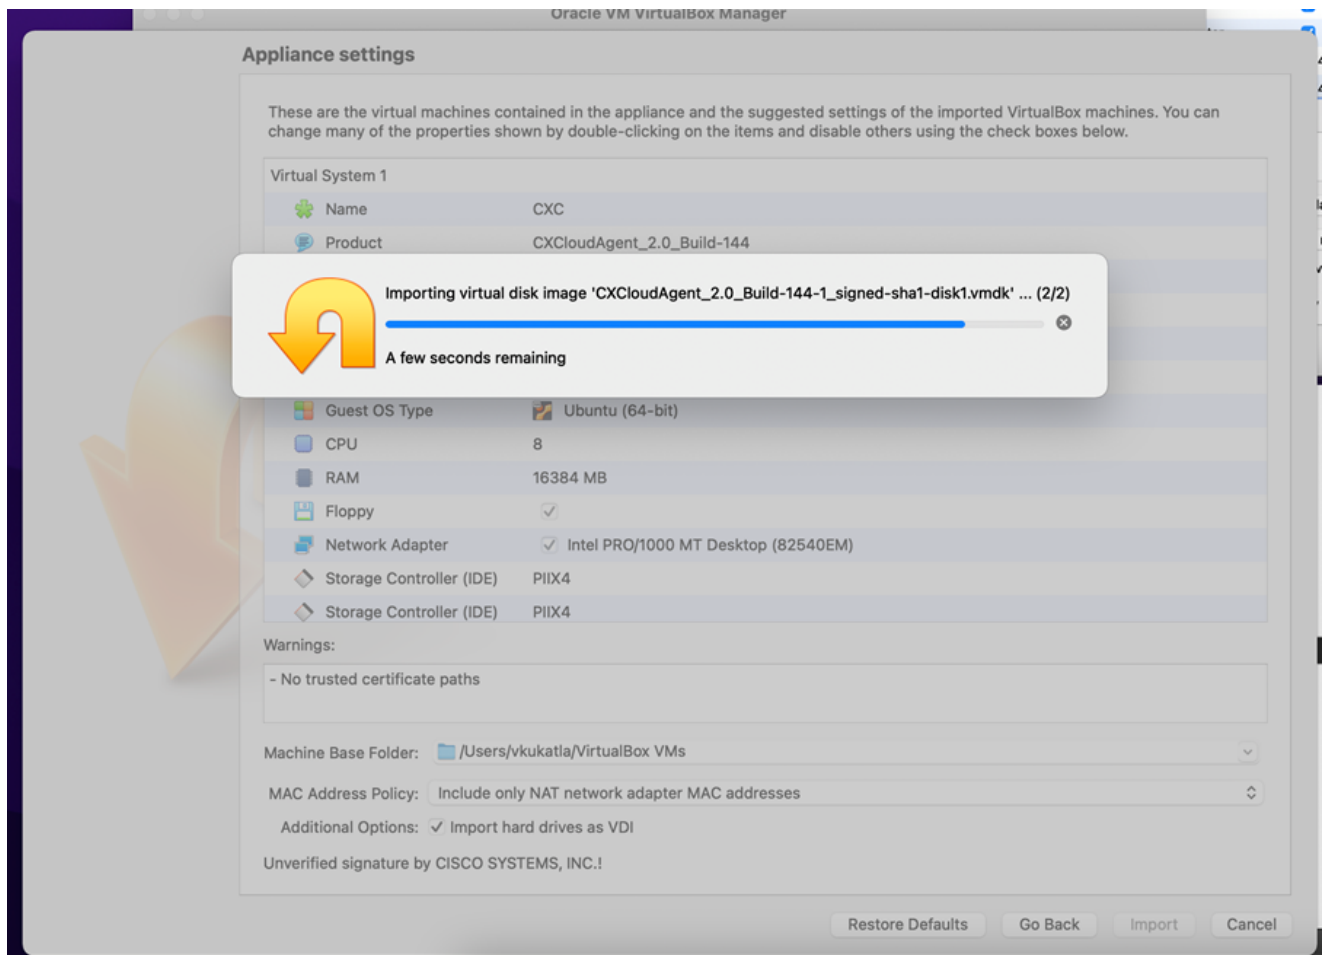 Oracle VM VirtualBox Manager
Appliance settings
These are the virtual machines contained in the appliance and the suggested settings of the imported VirtualBox machines. You can
change many of the properties shown by double-clicking on the items and disable others using the check boxes below.
Virtual System 1
Name CXC
Product CXCloudAgent_2.0_Build-144
Importing virtual disk image 'CXCloudAgent_2.0_Build-144-1_signed-sha1-disk1.vmdk' ... (2/2)
A few seconds remaining
Guest OS Type Ubuntu (64-bit)
CPU 8
RAM 16384 MB
Floppy
Network Adapter Intel PRO/1000 MT Desktop (82540EM)
Storage Controller (IDE) PIIX4
Storage Controller (IDE) PIIX4
Warnings:
- No trusted certificate paths
Machine Base Folder: /Users/vkukatla/VirtualBox VMs
MAC Address Policy: Include only NAT network adapter MAC addresses
Additional Options: Import hard drives as VDI
Unverified signature by CISCO SYSTEMS, INC.!
Restore Defaults Go Back Import Cancel